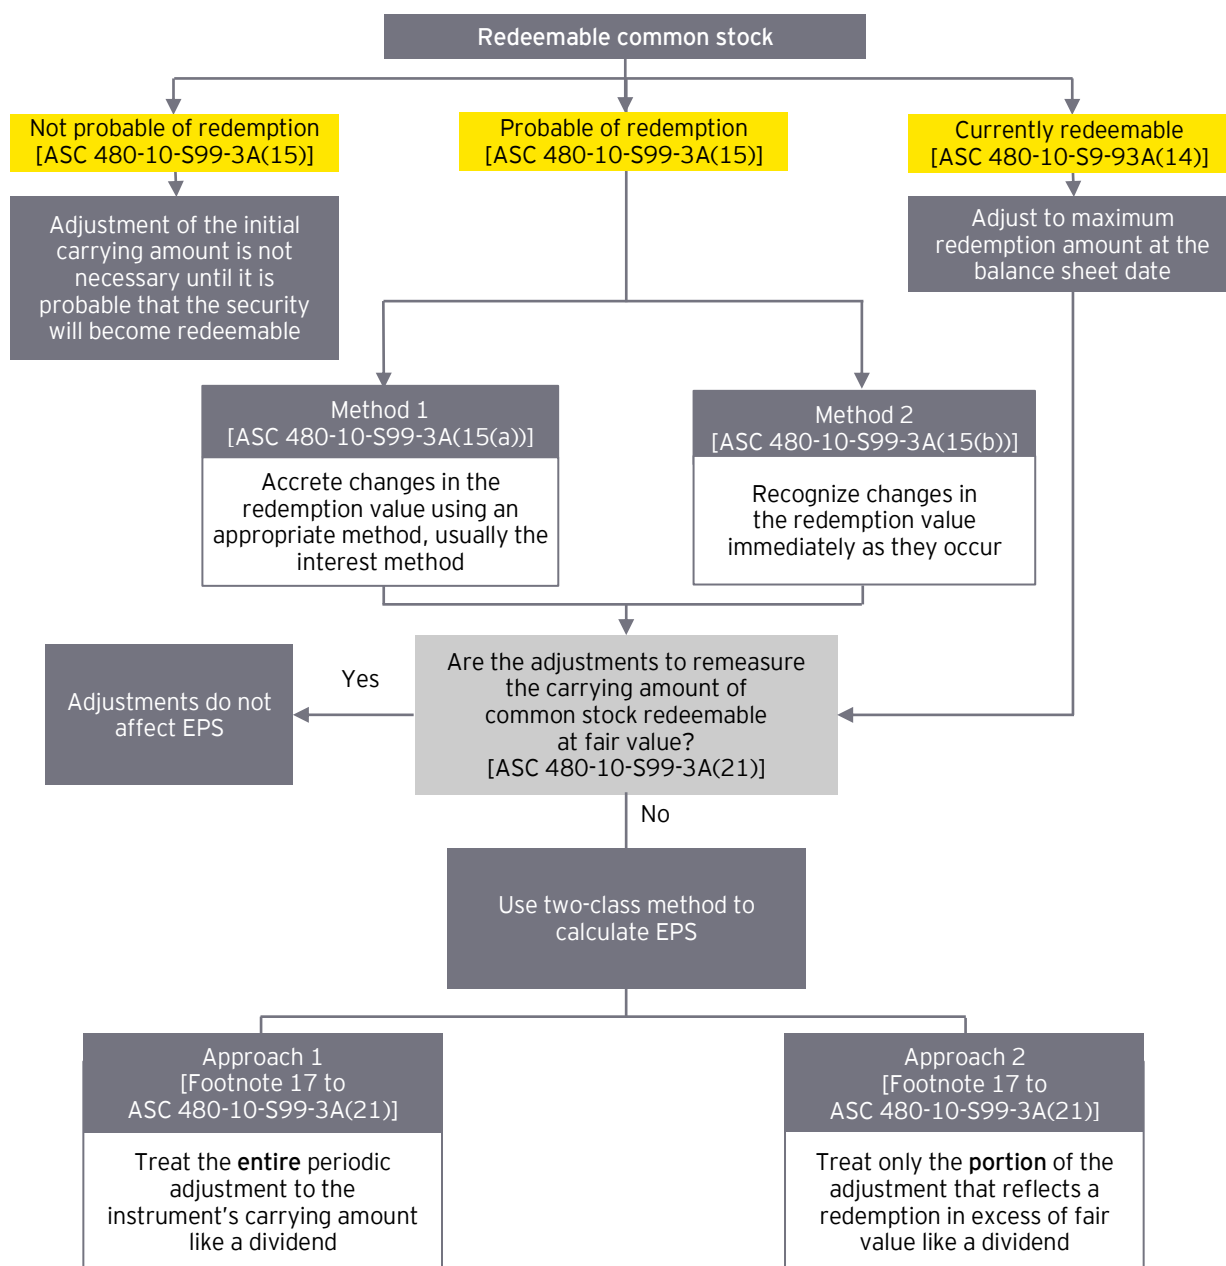 Redeemable common stock
Not probable of redemption
[ASC 480-10-S99-3A(15)]
Probable of redemption
[ASC 480-10-S99-3A(15)]
Currently redeemable
[ASC 480-10-S9-93A(14)]
Adjustment of the initial
carrying amount is not
necessary until it is
probable that the security
will become redeemable
Adjust to maximum
redemption amount at the
balance sheet date
Method 1
[ASC 480-10-S99-3A(15(a))]
Accrete changes in the
redemption value using an
appropriate method, usually the
interest method
Method 2
[ASC 480-10-S99-3A(15(b))]
Recognize changes in
the redemption value
immediately as they occur
Are the adjustments to remeasure
the carrying amount of
common stock redeemable
at fair value?
[ASC 480-10-S99-3A(21)]
Yes
Adjustments do not
affect EPS
No
Use two-class method to
calculate EPS
Approach 1
[Footnote 17 to
ASC 480-10-S99-3A(21)]
Treat the entire periodic
adjustment to the
instrument's carrying amount
like a dividend
Approach 2
[Footnote 17 to
ASC 480-10-S99-3A(21)]
Treat only the portion of the
adjustment that reflects a
redemption in excess of fair
value like a dividend